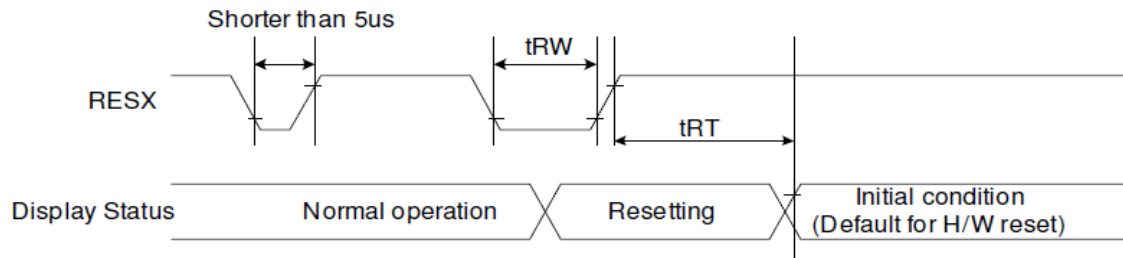 Shorter than 5us
tRW
RESX
tRT
Display Status
Normal operation
Resetting
Initial condition
(Default for H/W reset)